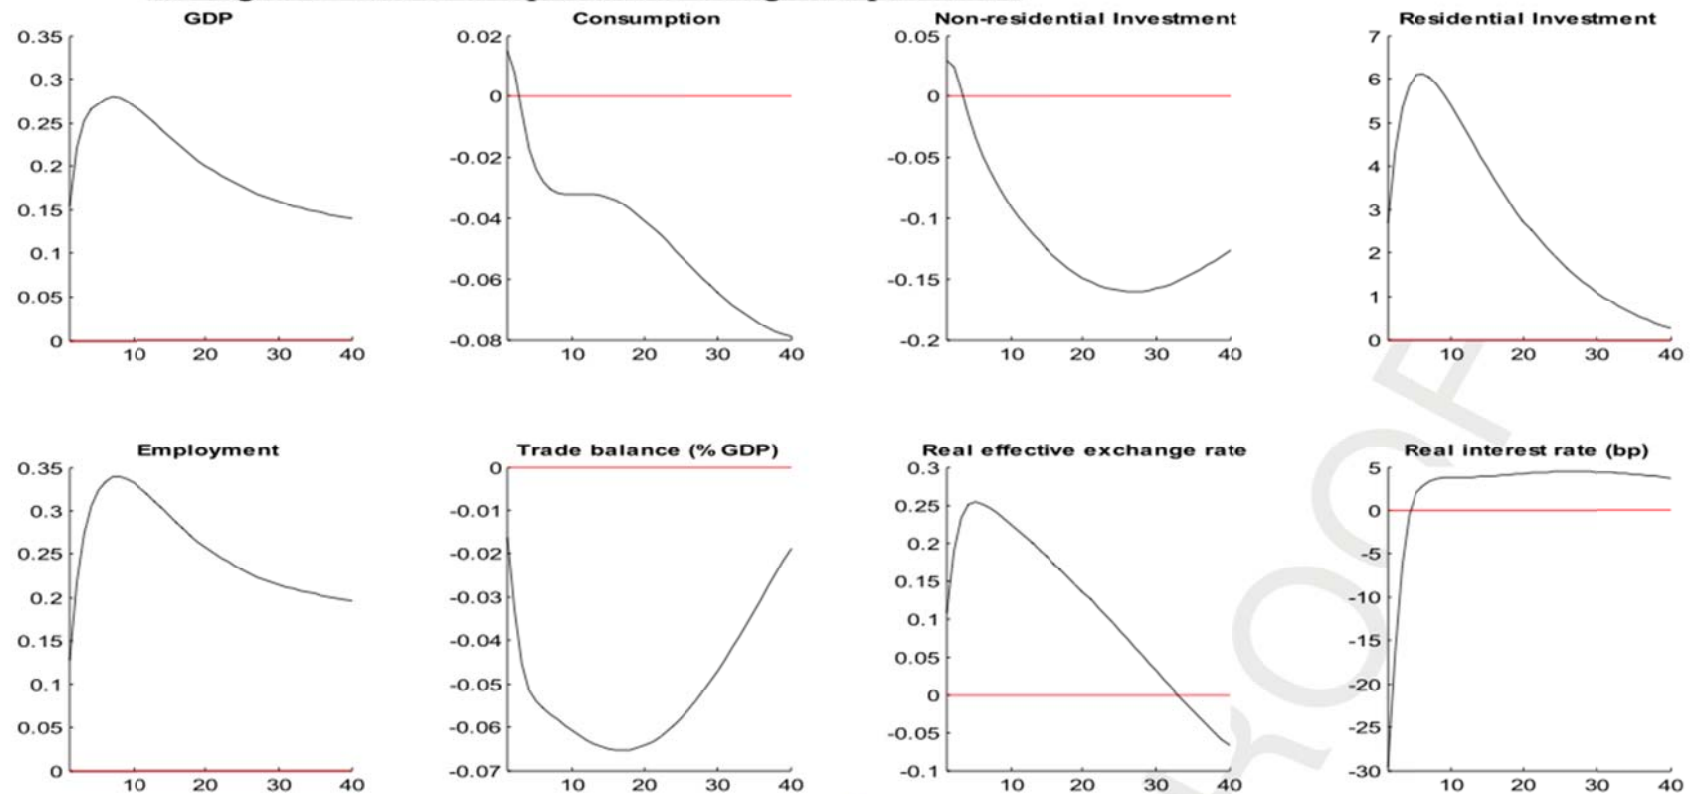 GDP Consumption Non-residential Investment Residential Investment
0.35 0.02 0.05 7
0.3 0 0 6
0.25 -0.02 -0.05 5
0.2 -0.04 -0.1 4
0.15 -0.06 -0.15 3
0.1 -0.08 -0.2 2
0.05 1
0 0
10 20 30 40 10 20 30 40 10 20 30 40 10 20 30 40
Employment Trade balance (% GDP) Real effective exchange rate Real interest rate (bp)
0.35 0 0.3 5
0.3 -0.01 0.25 0
0.25 -0.02 0.2 -5
0.2 -0.03 0.15 -10
0.15 -0.04 0.1 -15
0.1 -0.05 0.05 -20
0.05 -0.06 0 -25
0 -0.07 -0.05 -30
-0.1
10 20 30 40 10 20 30 40 10 20 30 40 10 20 30 40
ROOF